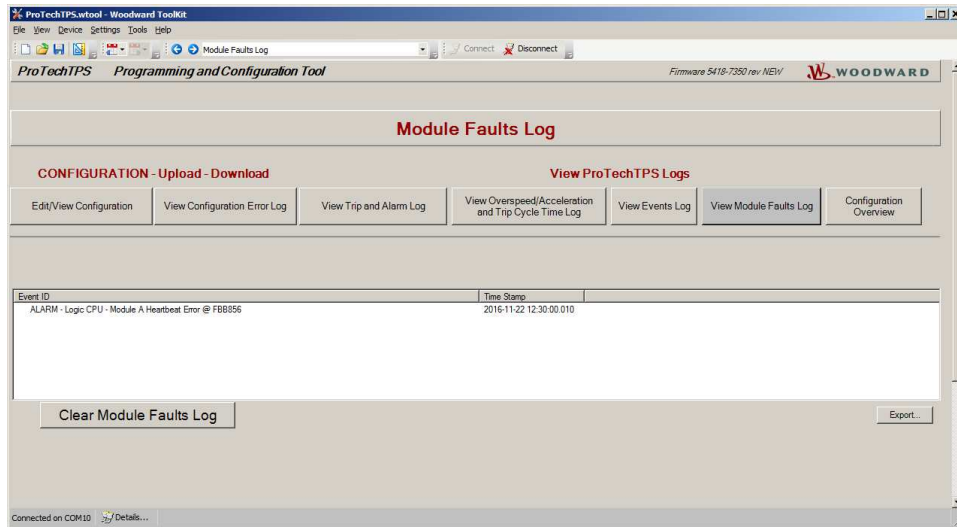 ProTechTPS.wtool - Woodward ToolKit
File View Device Settings Tools Help
Module Faults Log Connect Disconnect
ProTechTPS Programming and Configuration Tool Firmware 5418-7350 rev NEW WOODWARD
Module Faults Log
CONFIGURATION - Upload - Download View ProTechTPS Logs
Edit/View Configuration View Configuration Error Log View Trip and Alarm Log View Overspeed/Acceleration and Trip Cycle Time Log View Events Log View Module Faults Log Configuration Overview
Event ID Time Stamp
ALARM - Logic CPU - Module A Heartbeat Error @ FBB856 2016-11-22 12:30:00.010
Clear Module Faults Log Export...
Connected on COM10 Details...